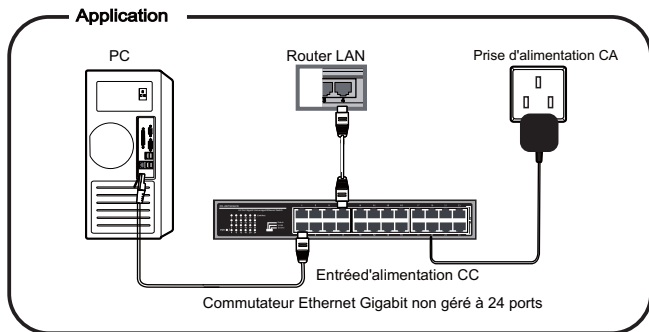 Application
PC
Router LAN
Prise d'alimentation CA
Entréed'alimentation CC
Commutateur Ethernet Gigabit non géré à 24 ports